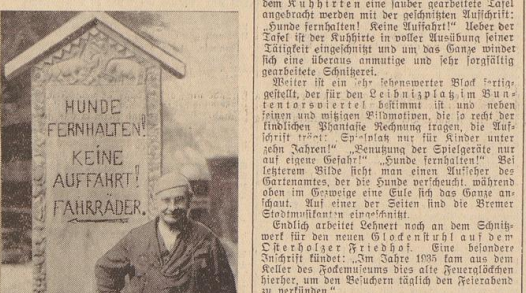 HUNDE
FERNHALTEN!
KEINE
AUFFAHRT!
FAHRRÄDER.
dem Kuhhirten eine sauber gearbeitete Tafel
angebracht werden mit der geschnitzten Aufschrift:
„Hunde fernhalten! Keine Auffahrt!“ Ueber der
Tafel ist der Kuhhirte in voller Ausübung seiner
Tätigkeit eingeschnitzt und um das Ganze windet
sich eine überaus anmutige und sehr sorgfältig
gearbeitete Schnitzerei.
Weiter ist ein sehr sehenswerter Block fertig-
gestellt, der für den Leibnizplatz im Bun-
tentorsviertel bestimmt ist und neben
feinen und witzigen Bildmotiven, die so recht der
kindlichen Phantasie Rechnung tragen, die Auf-
schrift trägt: „Spielplatz nur für Kinder unter
zehn Jahren!“ „Benutzung der Spielgeräte nur
auf eigene Gefahr!“ „Hunde fernhalten!“ Bei
letzterem Bilde sieht man einen Aufseher des
Gartenamtes, der die Hunde verscheucht, während
oben im Gezweige eine Eule sich das Ganze an-
schaut. Auf einer der Seiten sind die Bremer
Stadtmusikanten eingeschnitzt.
Endlich arbeitet Lehnert noch an dem Schnitz-
werk für den neuen Glockenstuhl auf dem
Osterholzer Friedhof. Eine besondere
Inschrift kündet: „Im Jahre 1935 kam aus dem
Keller des Fockemuseums dies alte Feuerglöckchen
hierher, um den Besuchern täglich den Feierabend
zu verkünden.“